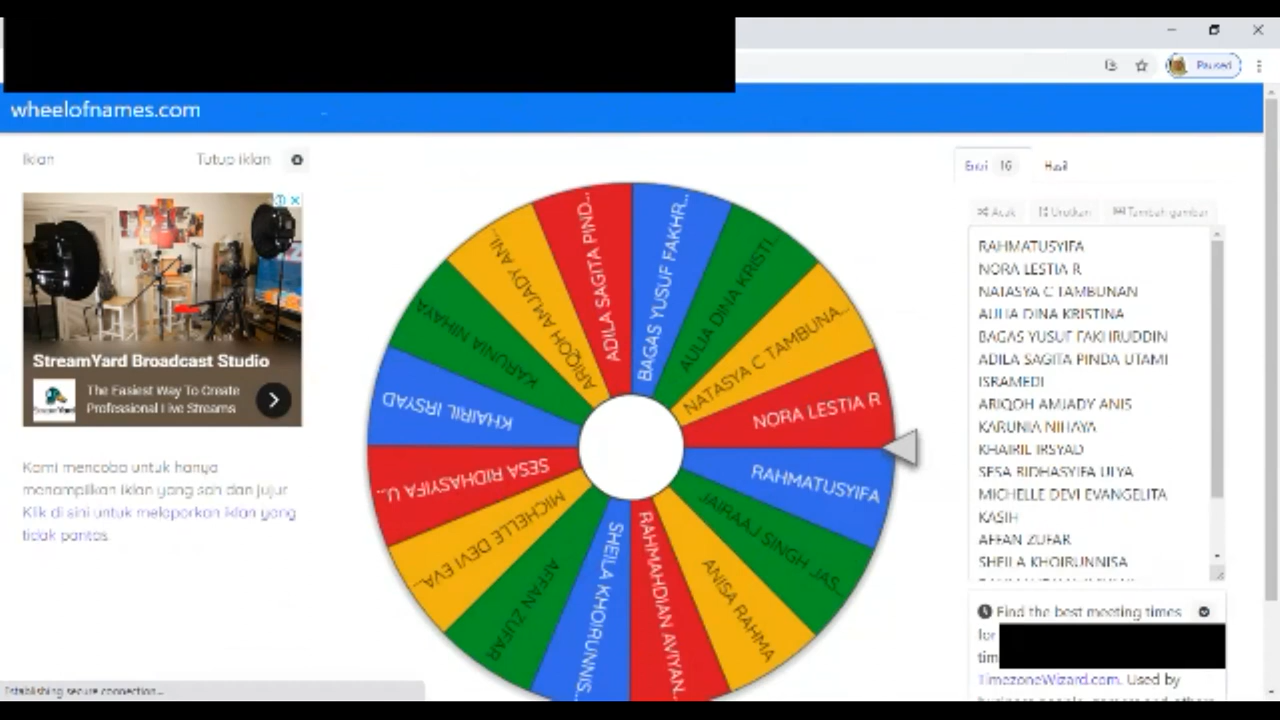 Paused
wheelofnames.com
Iklan
Tutup iklan
StreamYard Broadcast Studio
The Easiest Way To Create
Professional Live Streams
StreamYard
Kami mencoba untuk hanya
menampilkan iklan yang sah dan jujur
Klik di sini untuk melaporkan iklan yang
tidak pantas
BAGAS YUSUF FAKHR...
AULIA DINA KRISTI...
NATASYA C TAMBUNA...
NORA LESTIA R
RAHMATUSYIFA
JAIRAAJ SINGH JAS...
ANISA RAHMA
RAHMAHDIAN AVIYAN...
SHEILA KHOIRUNNIS...
AFFAN ZUFAR
MICHELLE DEVI EVA...
SESA RIDHASYIFA U...
KHAIRIL IRSYAD
KARUNIA NIHAYA
ARIQOH AMJADY ANI...
ADILA SAGITA PIND...
Entri 16
Hasil
Acak
Urutkan
Tambah gambar
RAHMATUSYIFA
NORA LESTIA R
NATASYA C TAMBUNAN
AULIA DINA KRISTINA
BAGAS YUSUF FAKHRUDDIN
ADILA SAGITA PINDA UTAMI
ISRAMEDI
ARIQOH AMJADY ANIS
KARUNIA NIHAYA
KHAIRIL IRSYAD
SESA RIDHASYIFA ULYA
MICHELLE DEVI EVANGELITA
KASIH
AFFAN ZUFAR
SHEILA KHOIRUNNISA
Find the best meeting times
for
tim
TimezoneWizard.com. Used by
Establishing secure connection...